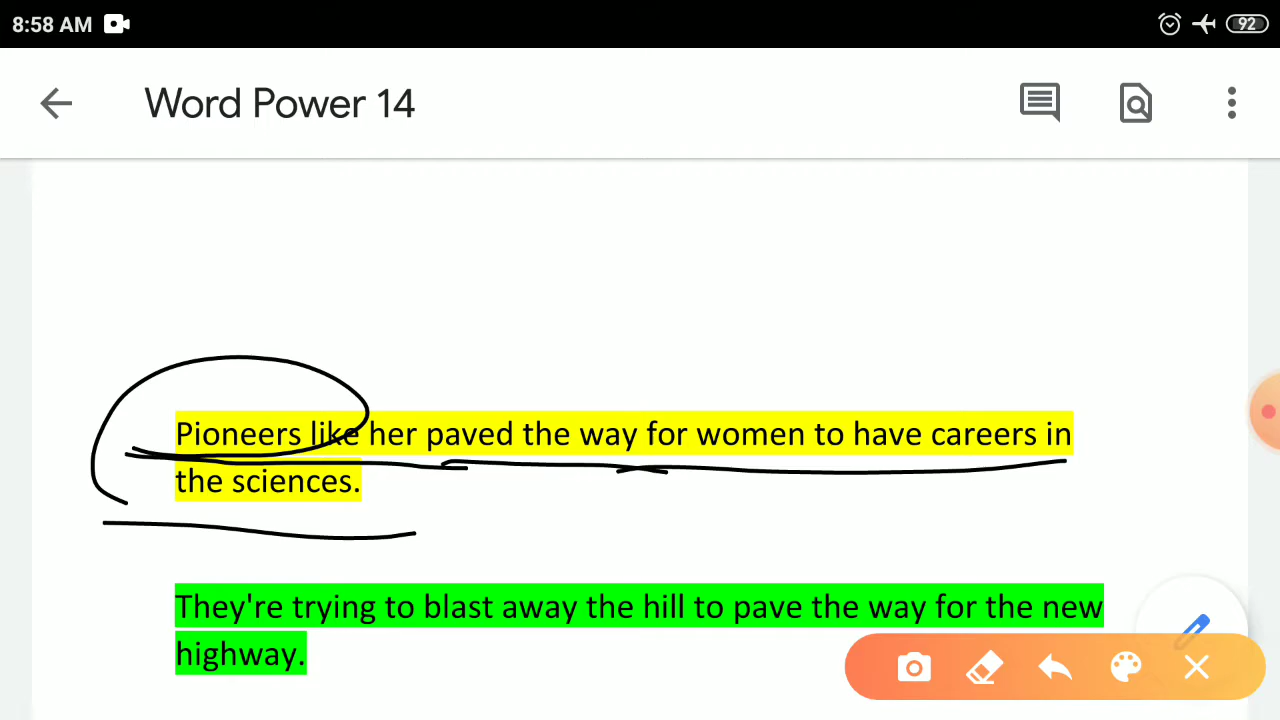 8:58 AM
92
Word Power 14
Pioneers like her paved the way for women to have careers in
the sciences.
They're trying to blast away the hill to pave the way for the new
highway.